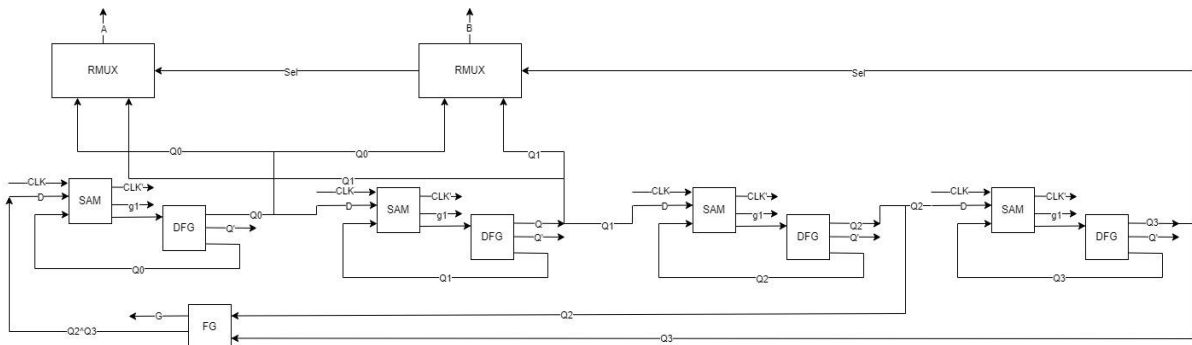 A
B
RMUX
Sel
RMUX
Sel
Q0
Q0
Q1
Q1
CLK
D
SAM
CLK'
g1
DFG
Q0
Q'
Q0
CLK
D
SAM
CLK'
g1
DFG
Q
Q'
Q1
Q1
CLK
D
SAM
CLK'
g1
DFG
Q2
Q'
Q2
Q2
CLK
D
SAM
CLK'
g1
DFG
Q3
Q'
Q3
G
FG
Q2
Q2^Q3
Q3